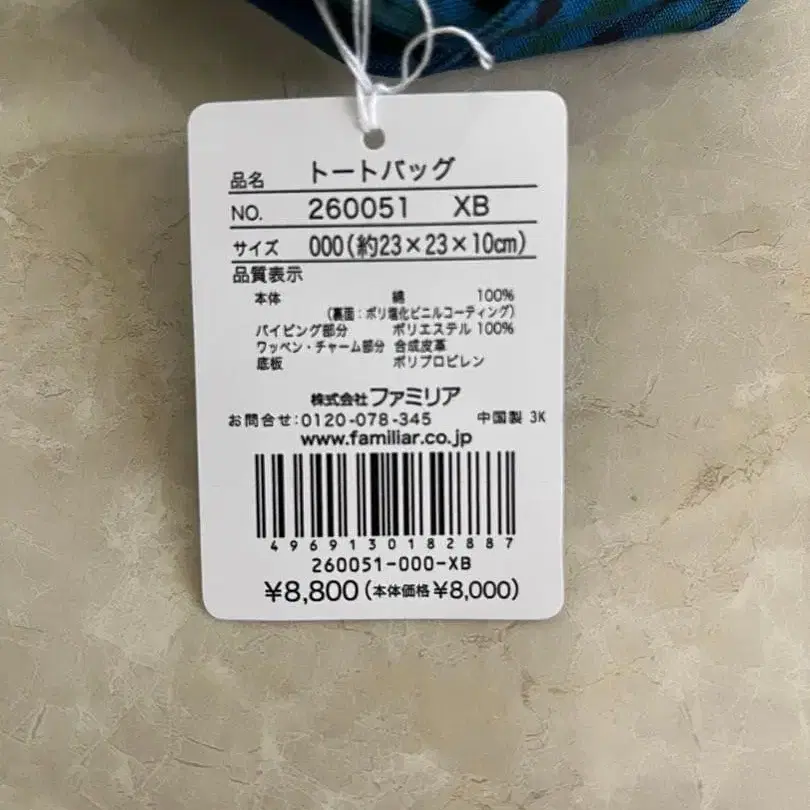 品名 トートバッグ
NO. 260051 XB
サイズ 000(約23×23×10cm)
品質表示
本体 綿 100%
(裏面：ポリ塩化ビニルコーティング)
パイピング部分 ポリエステル 100%
ワッペン・チャーム部分 合成皮革
底板 ポリプロピレン
株式会社ファミリア
お問合せ：0120-078-345 中国製 3K
www.familiar.co.jp
4969130182887
260051-000-XB
¥8,800(本体価格¥8,000)